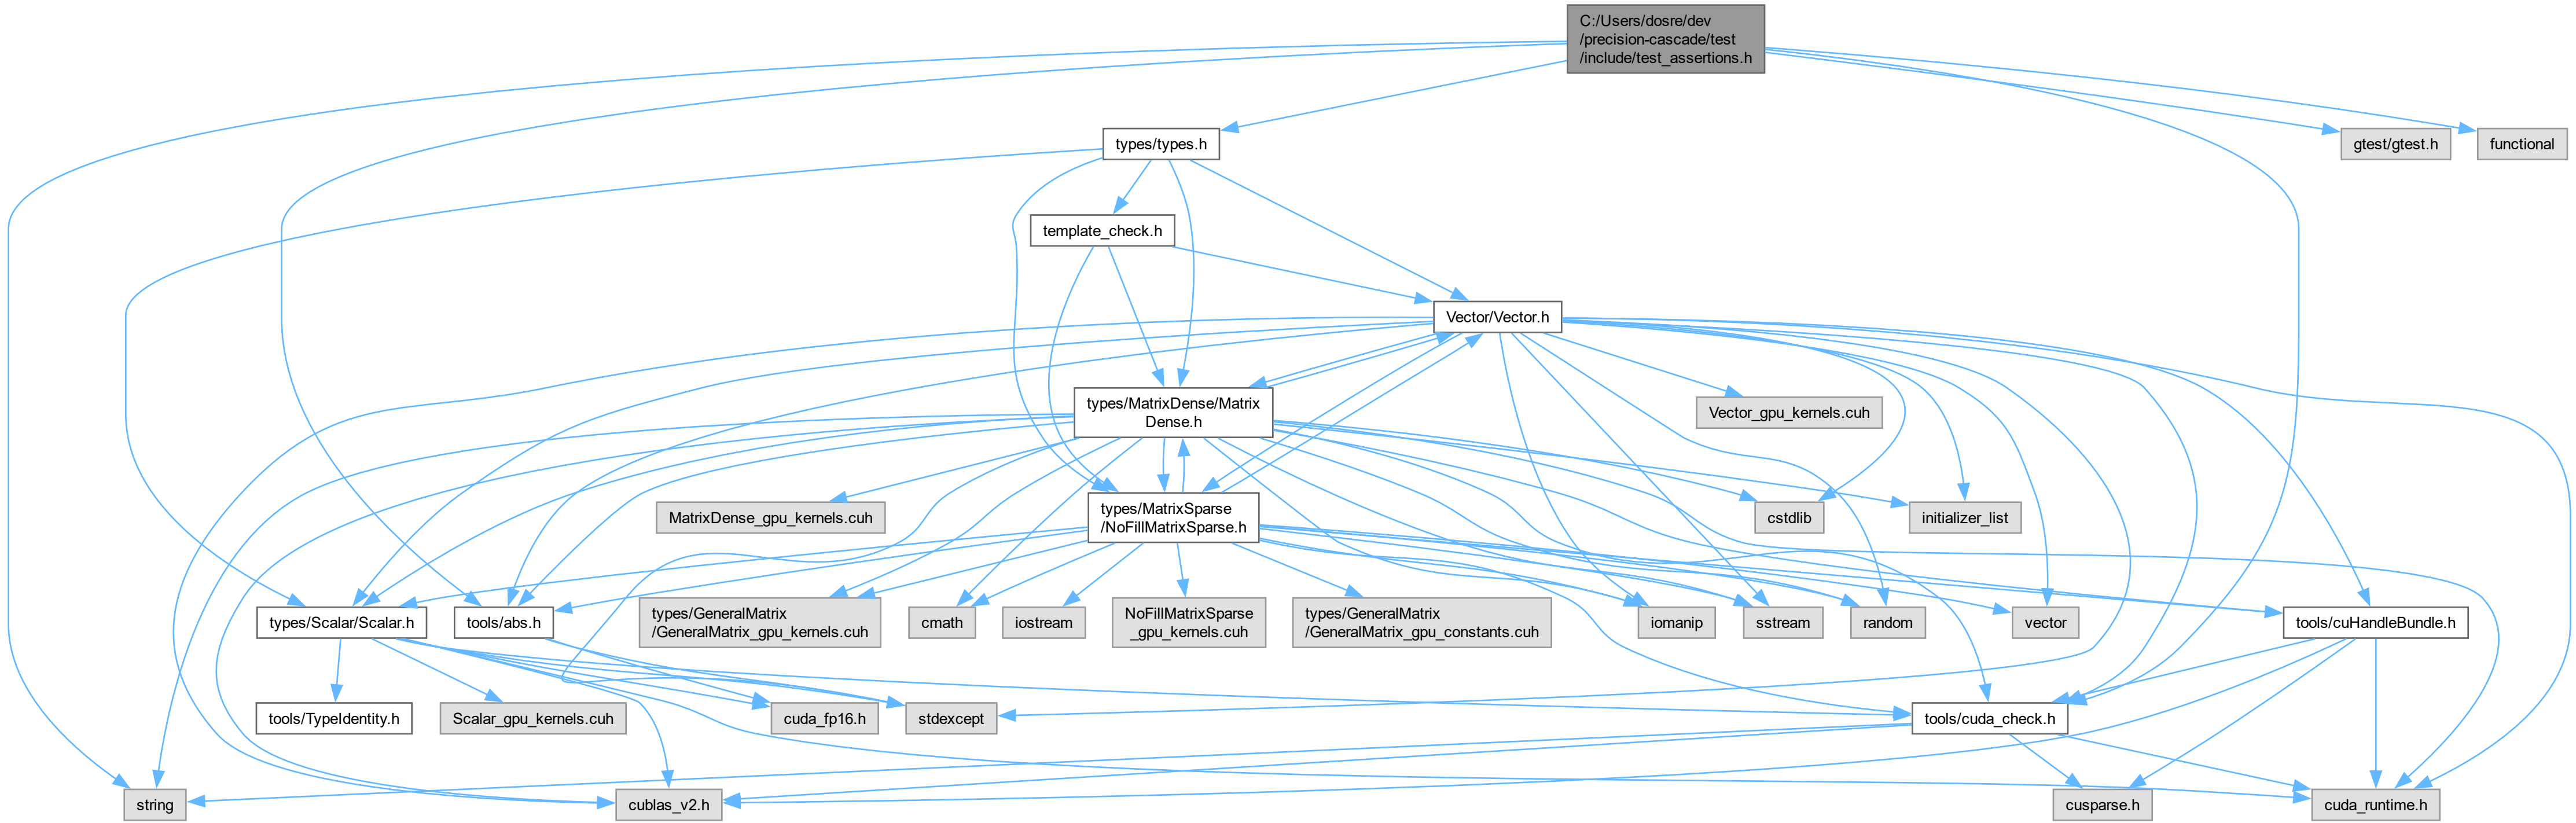 C:/Users/dosre/dev
/precision-cascade/test
/include/test_assertions.h
types/types.h
gtest/gtest.h
functional
template_check.h
Vector/Vector.h
types/MatrixDense/Matrix
Dense.h
Vector_gpu_kernels.cuh
MatrixDense_gpu_kernels.cuh
types/MatrixSparse
/NoFillMatrixSparse.h
cstdlib
initializer_list
types/Scalar/Scalar.h
tools/abs.h
types/GeneralMatrix
/GeneralMatrix_gpu_kernels.cuh
cmath
iostream
NoFillMatrixSparse
_gpu_kernels.cuh
types/GeneralMatrix
/GeneralMatrix_gpu_constants.cuh
iomanip
sstream
random
vector
tools/cuHandleBundle.h
tools/TypeIdentity.h
Scalar_gpu_kernels.cuh
cuda_fp16.h
stdexcept
tools/cuda_check.h
string
cublas_v2.h
cusparse.h
cuda_runtime.h